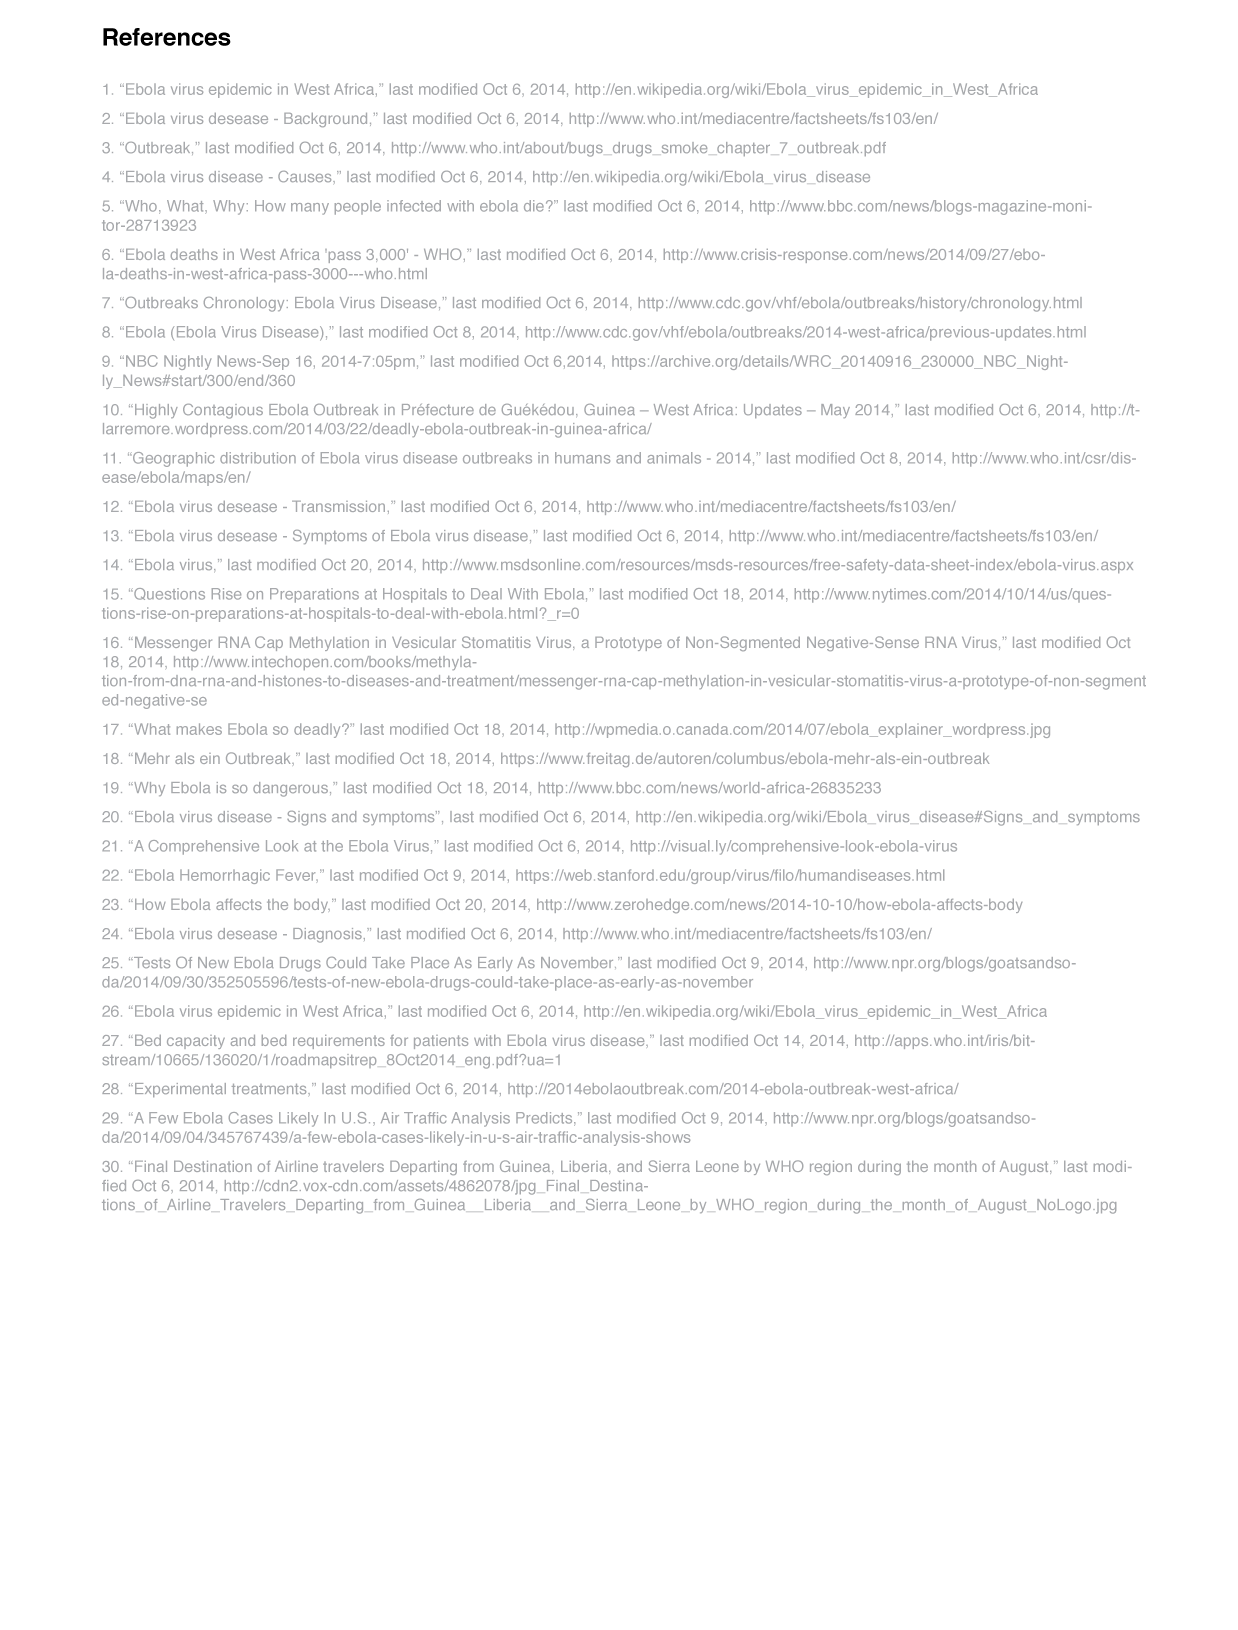 References
1. “Ebola virus epidemic in West Africa,” last modified Oct 6, 2014, http://en.wikipedia.org/wiki/Ebola_virus_epidemic_in_West_Africa
2. “Ebola virus desease - Background,” last modified Oct 6, 2014, http://www.who.int/mediacentre/factsheets/fs103/en/
3. “Outbreak,” last modified Oct 6, 2014, http://www.who.int/about/bugs_drugs_smoke_chapter_7_outbreak.pdf
4. “Ebola virus disease - Causes,” last modified Oct 6, 2014, http://en.wikipedia.org/wiki/Ebola_virus_disease
5. “Who, What, Why: How many people infected with ebola die?” last modified Oct 6, 2014, http://www.bbc.com/news/blogs-magazine-moni-
tor-28713923
6. “Ebola deaths in West Africa 'pass 3,000' - WHO,” last modified Oct 6, 2014, http://www.crisis-response.com/news/2014/09/27/ebo-
la-deaths-in-west-africa-pass-3000---who.html
7. “Outbreaks Chronology: Ebola Virus Disease,” last modified Oct 6, 2014, http://www.cdc.gov/vhf/ebola/outbreaks/history/chronology.html
8. “Ebola (Ebola Virus Disease),” last modified Oct 8, 2014, http://www.cdc.gov/vhf/ebola/outbreaks/2014-west-africa/previous-updates.html
9. “NBC Nightly News-Sep 16, 2014-7:05pm,” last modified Oct 6,2014, https://archive.org/details/WRC_20140916_230000_NBC_Night-
ly_News#start/300/end/360
10. “Highly Contagious Ebola Outbreak in Préfecture de Guékédou, Guinea – West Africa: Updates – May 2014,” last modified Oct 6, 2014, http://t-
larremore.wordpress.com/2014/03/22/deadly-ebola-outbreak-in-guinea-africa/
11. “Geographic distribution of Ebola virus disease outbreaks in humans and animals - 2014,” last modified Oct 8, 2014, http://www.who.int/csr/dis-
ease/ebola/maps/en/
12. “Ebola virus desease - Transmission,” last modified Oct 6, 2014, http://www.who.int/mediacentre/factsheets/fs103/en/
13. “Ebola virus desease - Symptoms of Ebola virus disease,” last modified Oct 6, 2014, http://www.who.int/mediacentre/factsheets/fs103/en/
14. “Ebola virus,” last modified Oct 20, 2014, http://www.msdsonline.com/resources/msds-resources/free-safety-data-sheet-index/ebola-virus.aspx
15. “Questions Rise on Preparations at Hospitals to Deal With Ebola,” last modified Oct 18, 2014, http://www.nytimes.com/2014/10/14/us/ques-
tions-rise-on-preparations-at-hospitals-to-deal-with-ebola.html?_r=0
16. “Messenger RNA Cap Methylation in Vesicular Stomatitis Virus, a Prototype of Non-Segmented Negative-Sense RNA Virus,” last modified Oct
18, 2014, http://www.intechopen.com/books/methyla-
tion-from-dna-rna-and-histones-to-diseases-and-treatment/messenger-rna-cap-methylation-in-vesicular-stomatitis-virus-a-prototype-of-non-segment
ed-negative-se
17. “What makes Ebola so deadly?” last modified Oct 18, 2014, http://wpmedia.o.canada.com/2014/07/ebola_explainer_wordpress.jpg
18. “Mehr als ein Outbreak,” last modified Oct 18, 2014, https://www.freitag.de/autoren/columbus/ebola-mehr-als-ein-outbreak
19. “Why Ebola is so dangerous,” last modified Oct 18, 2014, http://www.bbc.com/news/world-africa-26835233
20. “Ebola virus disease - Signs and symptoms”, last modified Oct 6, 2014, http://en.wikipedia.org/wiki/Ebola_virus_disease#Signs_and_symptoms
21. “A Comprehensive Look at the Ebola Virus,” last modified Oct 6, 2014, http://visual.ly/comprehensive-look-ebola-virus
22. “Ebola Hemorrhagic Fever,” last modified Oct 9, 2014, https://web.stanford.edu/group/virus/filo/humandiseases.html
23. “How Ebola affects the body,” last modified Oct 20, 2014, http://www.zerohedge.com/news/2014-10-10/how-ebola-affects-body
24. “Ebola virus desease - Diagnosis,” last modified Oct 6, 2014, http://www.who.int/mediacentre/factsheets/fs103/en/
25. “Tests Of New Ebola Drugs Could Take Place As Early As November.” last modified Oct 9, 2014, http://www.npr.org/blogs/goatsandso-
da/2014/09/30/352505596/tests-of-new-ebola-drugs-could-take-place-as-early-as-november
26. “Ebola virus epidemic in West Africa,” last modified Oct 6, 2014, http://en.wikipedia.org/wiki/Ebola_virus_epidemic_in_West_Africa
27. “Bed capacity and bed requirements for patients with Ebola virus disease,” last modified Oct 14, 2014, http://apps.who.int/iris/bit-
stream/10665/136020/1/roadmapsitrep_8Oct2014_eng.pdf?ua=1
28. “Experimental treatments,” last modified Oct 6, 2014, http://2014ebolaoutbreak.com/2014-ebola-outbreak-west-africa/
29. “A Few Ebola Cases Likely In U.S., Air Traffic Analysis Predicts,” last modified Oct 9, 2014, http://www.npr.org/blogs/goatsandso-
da/2014/09/04/345767439/a-few-ebola-cases-likely-in-u-s-air-traffic-analysis-shows
30. “Final Destination of Airline travelers Departing from Guinea, Liberia, and Sierra Leone by WHO region during the month of August,” last modi-
fied Oct 6, 2014, http://cdn2.vox-cdn.com/assets/4862078/jpg_Final_Destina-
tions_of_Airline_Travelers_Departing_from_Guinea__Liberia__and_Sierra_Leone_by_WHO_region_during_the_month_of_August_NoLogo.jpg